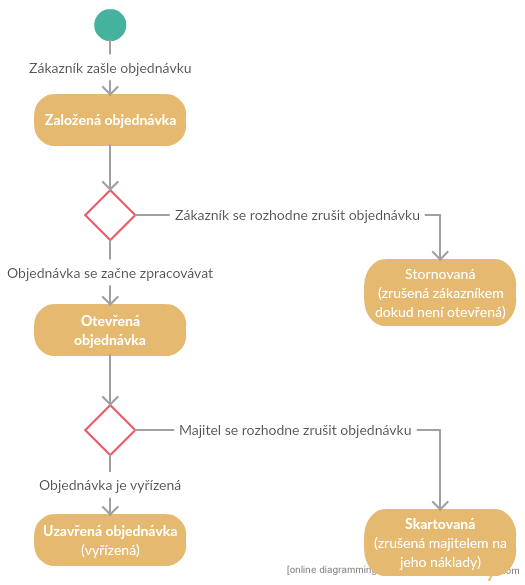 Zákazník zašle objednávku
Založená objednávka
Zákazník se rozhodne zrušit objednávku
Stornovaná
(zrušená zákazníkem
dokud není otevřená)
Objednávka se začne zpracovávat
Otevřená
objednávka
Majitel se rozhodne zrušit objednávku
Objednávka je vyřízená
Uzavřená objednávka
(vyřízená)
Skartovaná
(zrušená majitelem na
jeho náklady)
[online diagramming